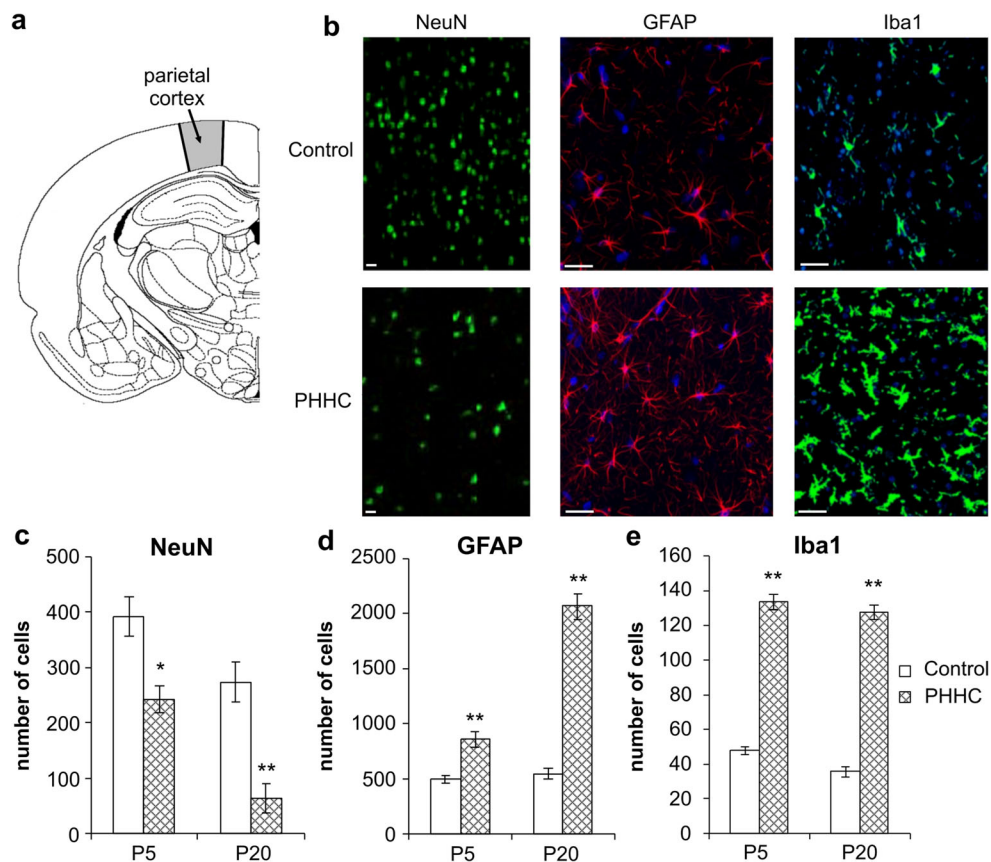 a
parietal
cortex
b
NeuN
GFAP
Iba1
Control
PHHC
c
NeuN
number of cells
500
400
300
200
100
0
*
**
P5
P20
d
GFAP
number of cells
2500
2000
1500
1000
500
0
**
**
P5
P20
e
Iba1
number of cells
160
140
120
100
80
60
40
20
0
**
**
P5
P20
Control
PHHC